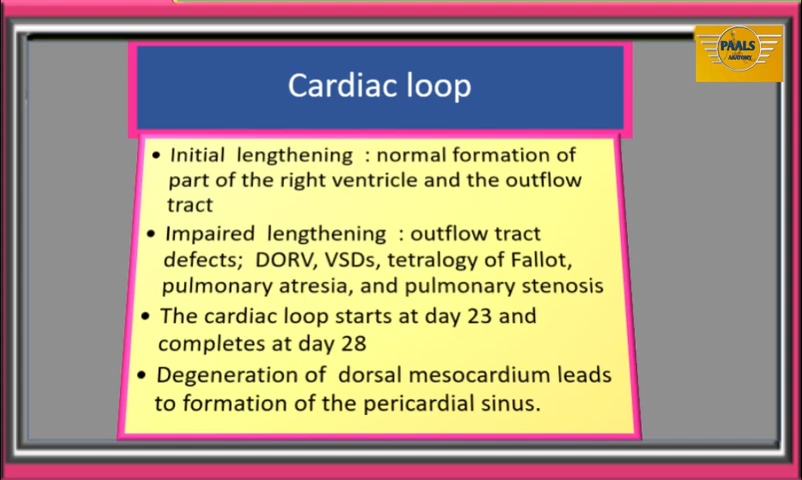 PAALS
ANATOMY
Cardiac loop
• Initial lengthening : normal formation of
part of the right ventricle and the outflow
tract
• Impaired lengthening : outflow tract
defects; DORV, VSDs, tetralogy of Fallot,
pulmonary atresia, and pulmonary stenosis
• The cardiac loop starts at day 23 and
completes at day 28
• Degeneration of dorsal mesocardium leads
to formation of the pericardial sinus.